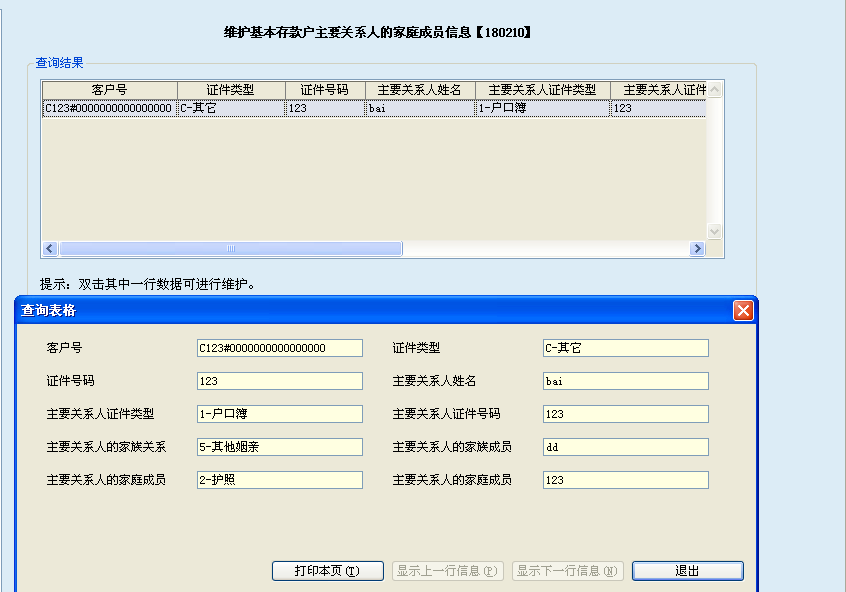 维护基本存款户主要关系人的家庭成员信息【180210】
查询结果
客户号 证件类型 证件号码 主要关系人姓名 主要关系人证件类型 主要关系人证件
C123#0000000000000000 C-其它 123 bai 1-户口簿 123
提示：双击其中一行数据可进行维护。
查询表格
客户号 C123#0000000000000000 证件类型 C-其它
证件号码 123 主要关系人姓名 bai
主要关系人证件类型 1-户口簿 主要关系人证件号码 123
主要关系人的家族关系 5-其他姻亲 主要关系人的家族成员 dd
主要关系人的家庭成员 2-护照 主要关系人的家庭成员 123
打印本页(T) 显示上一行信息(P) 显示下一行信息(N) 退出